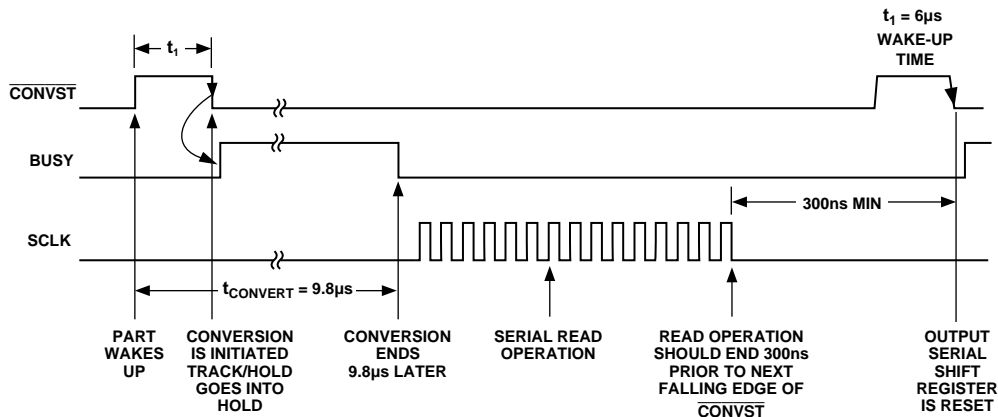 t1 = 6µs
WAKE-UP
TIME
t1
CONVST
BUSY
300ns MIN
SCLK
tCONVERT = 9.8µs
PART
WAKES
UP
CONVERSION
IS INITIATED
TRACK/HOLD
GOES INTO
HOLD
CONVERSION
ENDS
9.8µs LATER
SERIAL READ
OPERATION
READ OPERATION
SHOULD END 300ns
PRIOR TO NEXT
FALLING EDGE OF
CONVST
OUTPUT
SERIAL
SHIFT
REGISTER
IS RESET